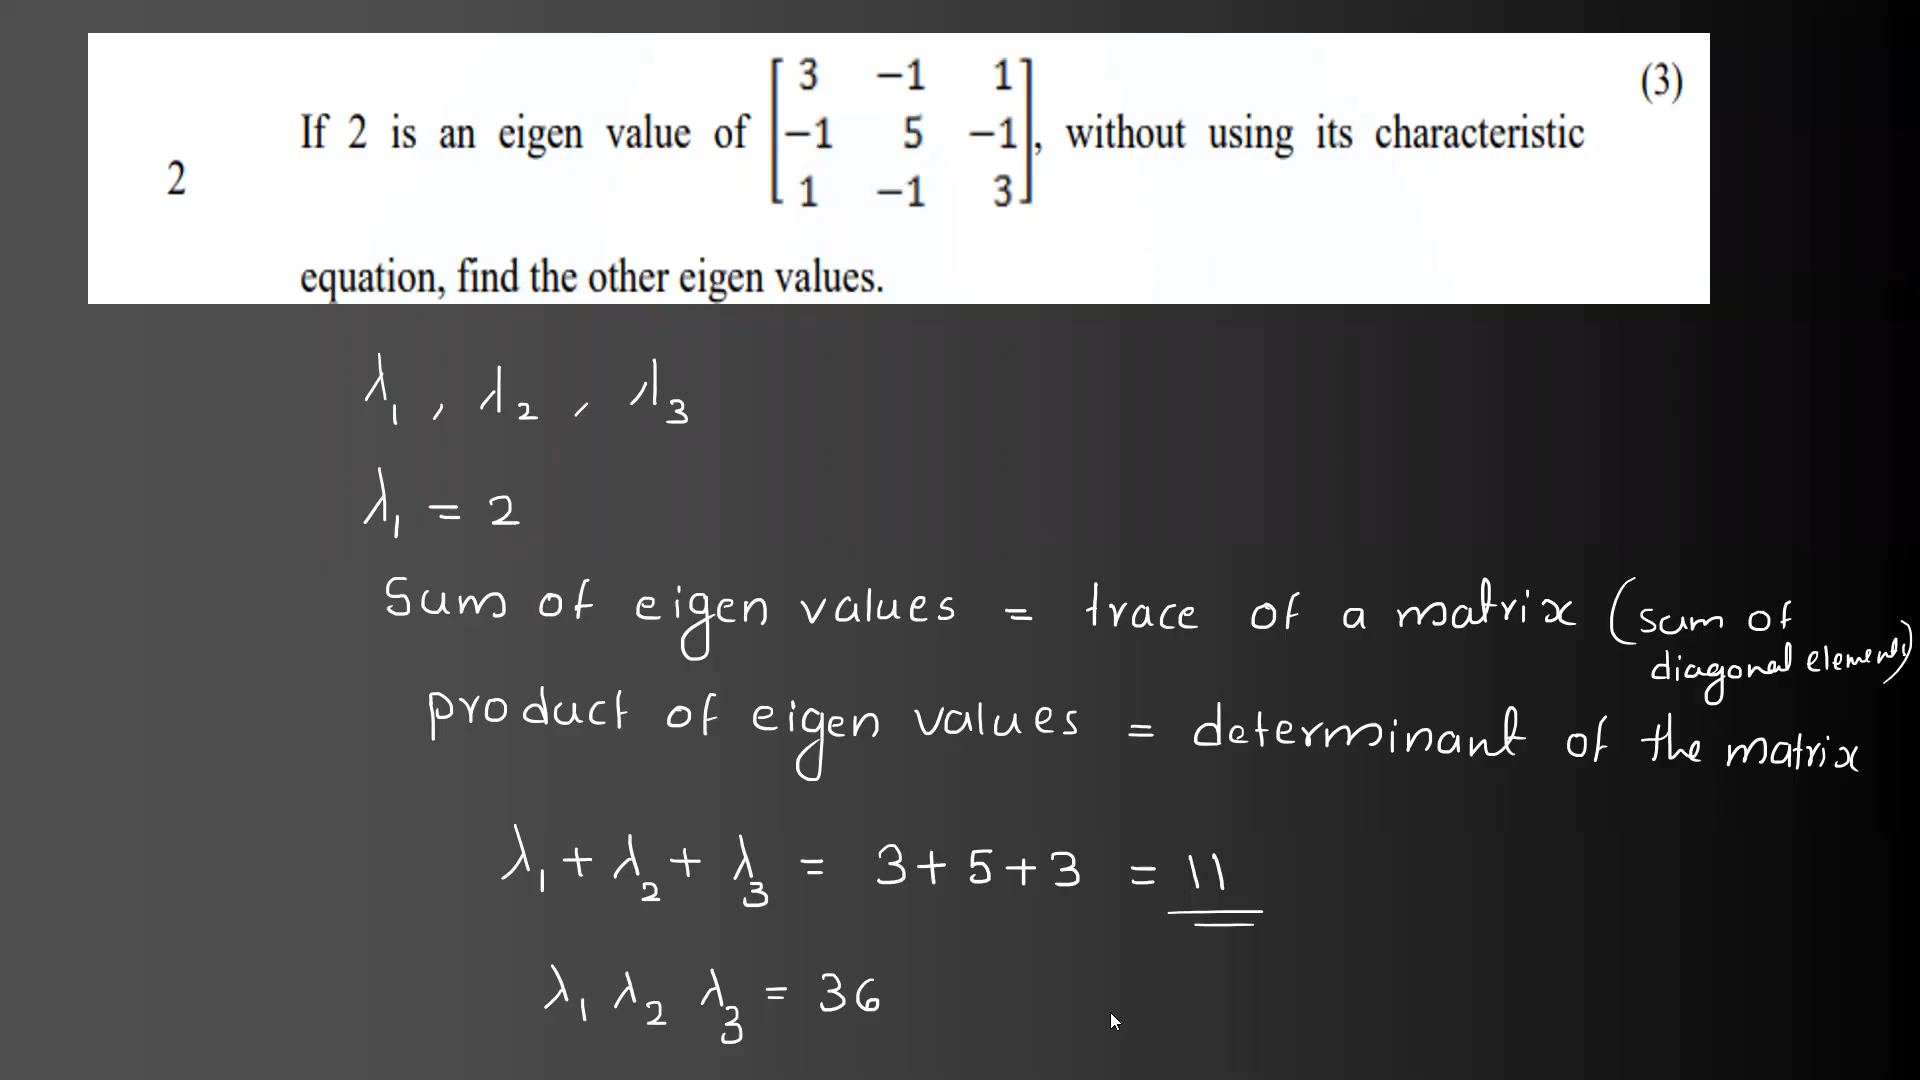 (3)
If 2 is an eigen value of [3 −1 1
−1 5 −1
1 −1 3], without using its characteristic
2
equation, find the other eigen values.
λ₁ , λ₂ , λ₃
λ₁ = 2
Sum of eigen values = trace of a matrix (sum of
diagonal elements)
product of eigen values = determinant of the matrix
λ₁ + λ₂ + λ₃ = 3+5+3 = 11
λ₁ λ₂ λ₃ = 36